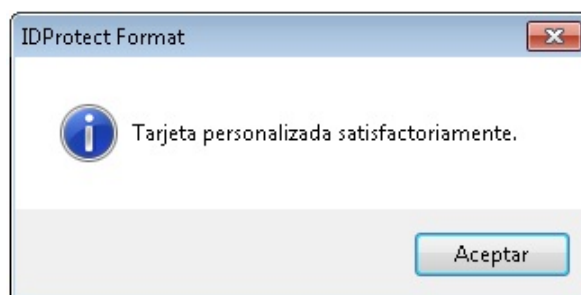 IDProtect Format
Tarjeta personalizada satisfactoriamente.
Aceptar